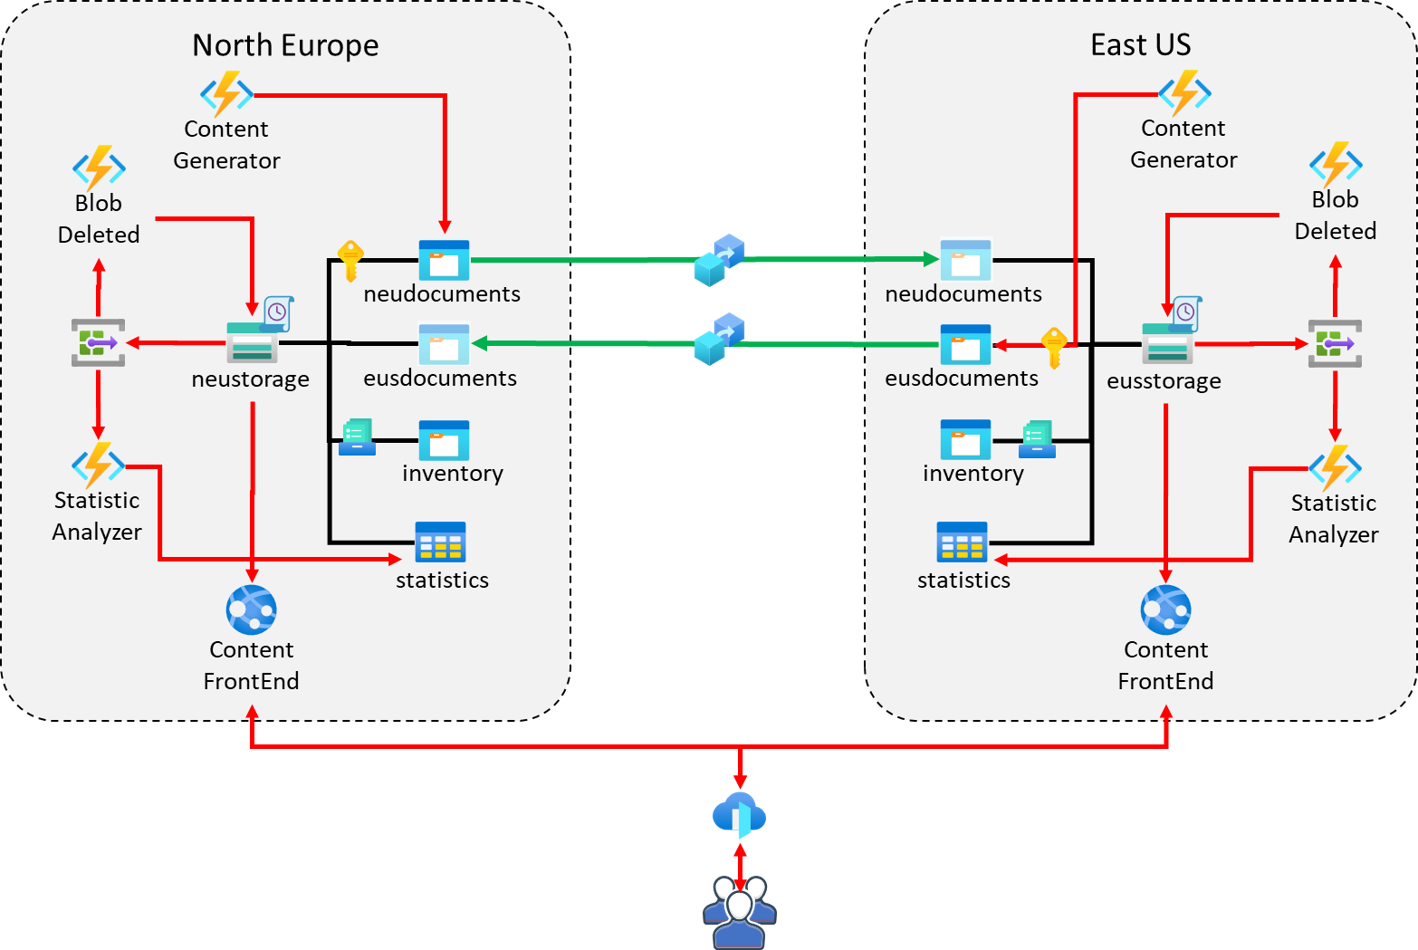 North Europe
Content
Generator
Blob
Deleted
neudocuments
neustorage
eusdocuments
inventory
Statistic
Analyzer
statistics
Content
FrontEnd
East US
Content
Generator
Blob
Deleted
neudocuments
eusdocuments
eusstorage
inventory
Statistic
Analyzer
statistics
Content
FrontEnd